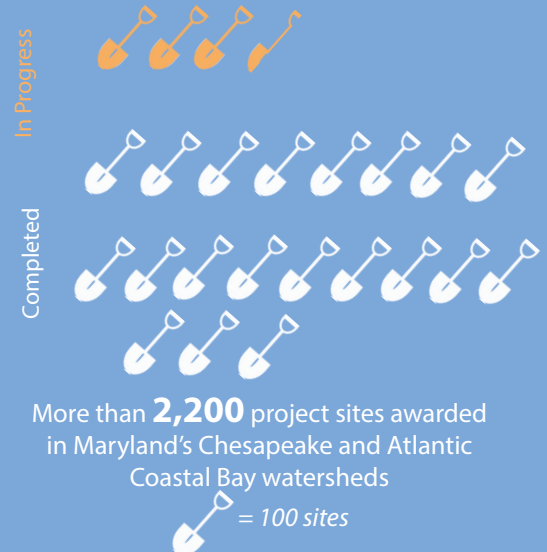 In Progress
Completed
More than 2,200 project sites awarded
in Maryland's Chesapeake and Atlantic
Coastal Bay watersheds
= 100 sites